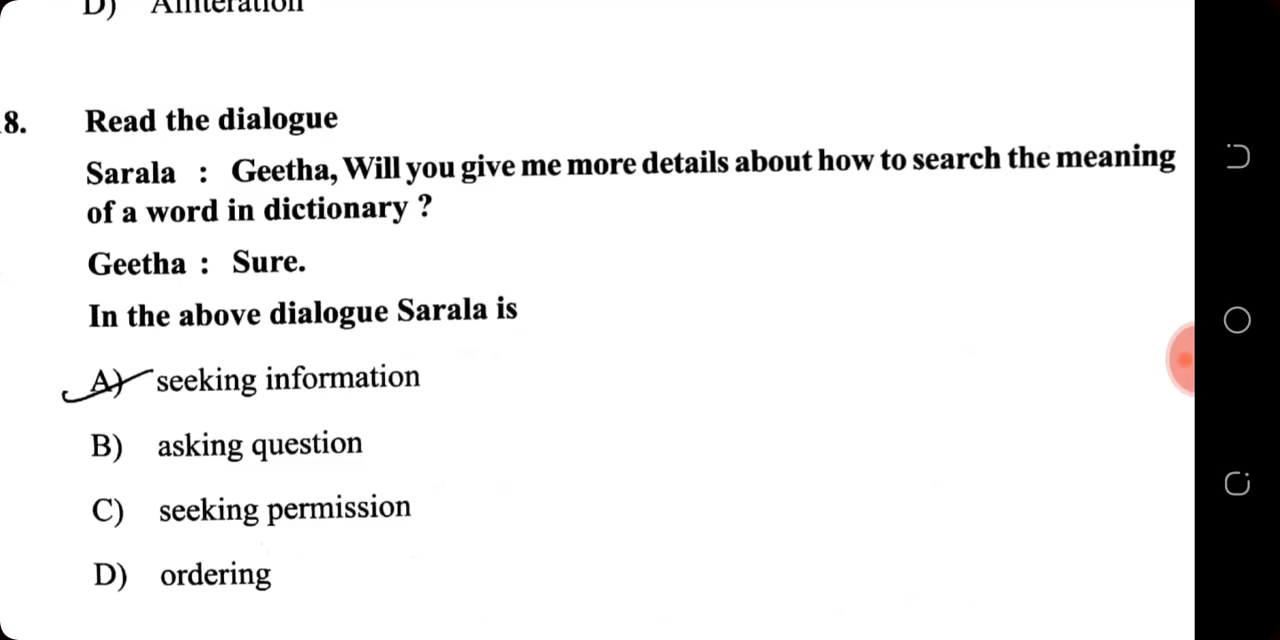 D) Alliteration
8. Read the dialogue
Sarala : Geetha, Will you give me more details about how to search the meaning
of a word in dictionary ?
Geetha : Sure.
In the above dialogue Sarala is
A) seeking information
B) asking question
C) seeking permission
D) ordering